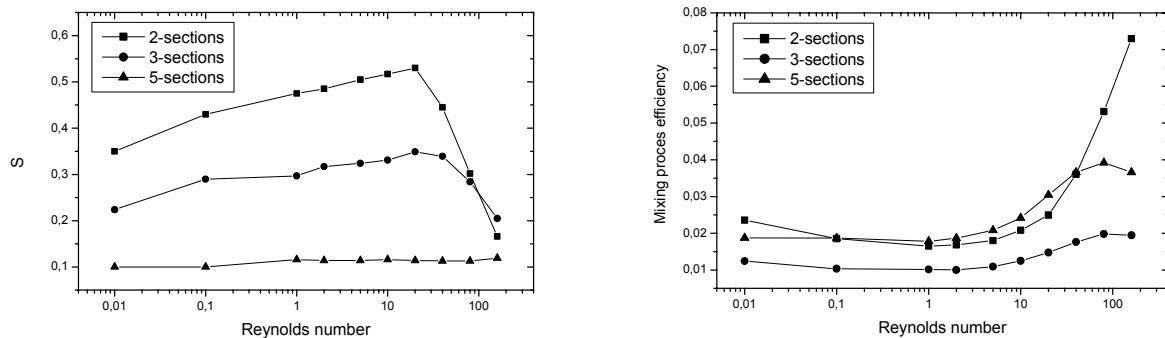 0,6
0,5
0,4
0,3
0,2
0,1
S
2-sections
3-sections
5-sections
0,01 0,1 1 10 100
Reynolds number
0,08
0,07
0,06
0,05
0,04
0,03
0,02
0,01
Mixing proces efficiency
2-sections
3-sections
5-sections
0,01 0,1 1 10 100
Reynolds number